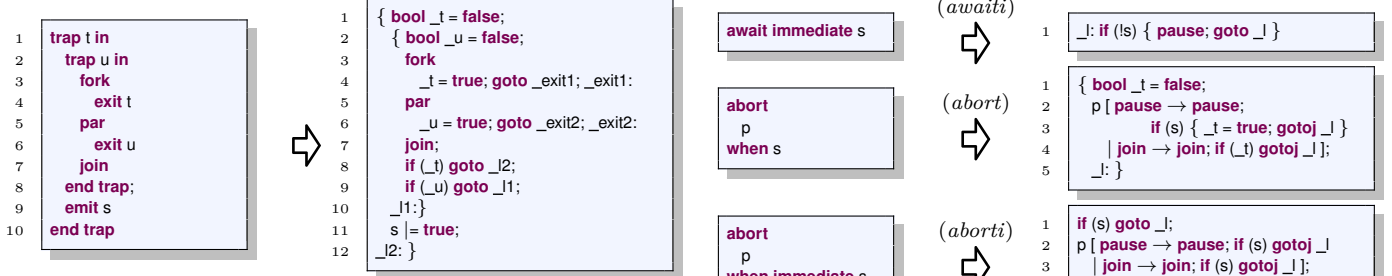 1 trap t in
2 trap u in
3 fork
4 exit t
5 par
6 exit u
7 join
8 end trap;
9 emit s
10 end trap
1 { bool _t = false;
2 { bool _u = false;
3 fork
4 _t = true; goto _exit1; _exit1:
5 par
6 _u = true; goto _exit2; _exit2:
7 join;
8 if (_t) goto _l2;
9 if (_u) goto _l1;
10 _l1:}
11 s |= true;
12 _l2: }
await immediate s
(awaiti)
1 _l: if (!s) { pause; goto _l }
abort
p
when s
(abort)
1 { bool _t = false;
2 p [ pause → pause;
3 if (s) { _t = true; gotoj _l }
4 | join → join; if (_t) gotoj _l ];
5 _l: }
abort
p
when immediate s
(aborti)
1 if (s) goto _l;
2 p [ pause → pause; if (s) gotoj _l
3 | join → join; if (s) gotoj _l ];